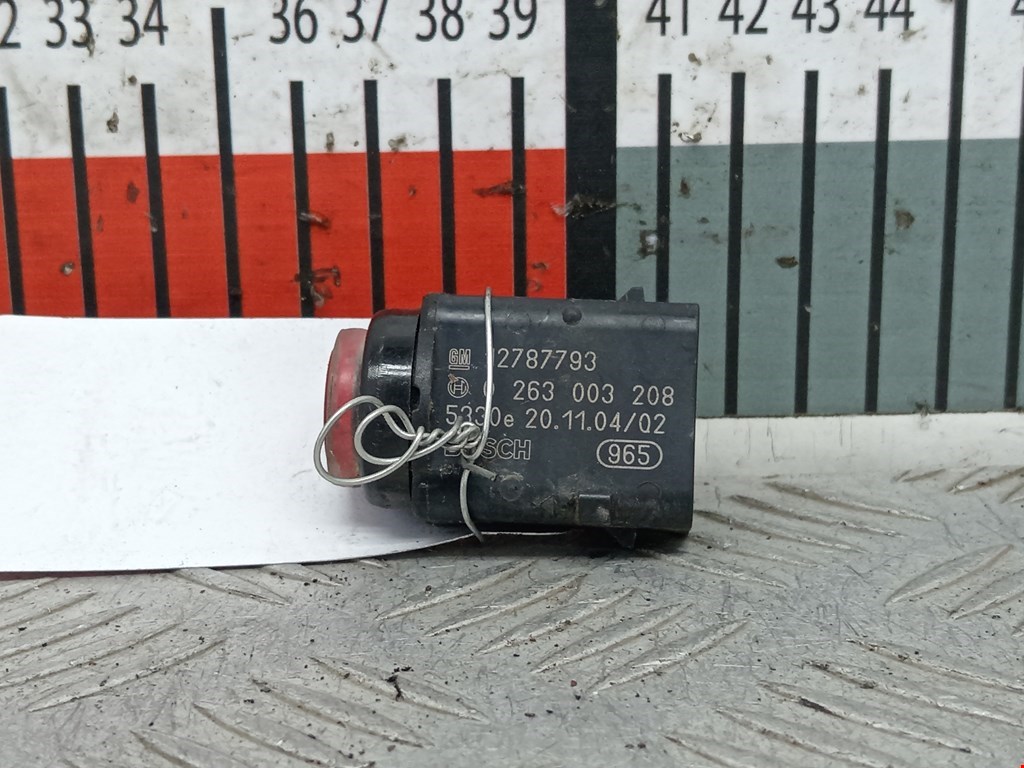 33 34 36 37 38 39 41 42 43 44
GM 12787793
0 263 003 208
5330e 20.11.04/02
BOSCH 965